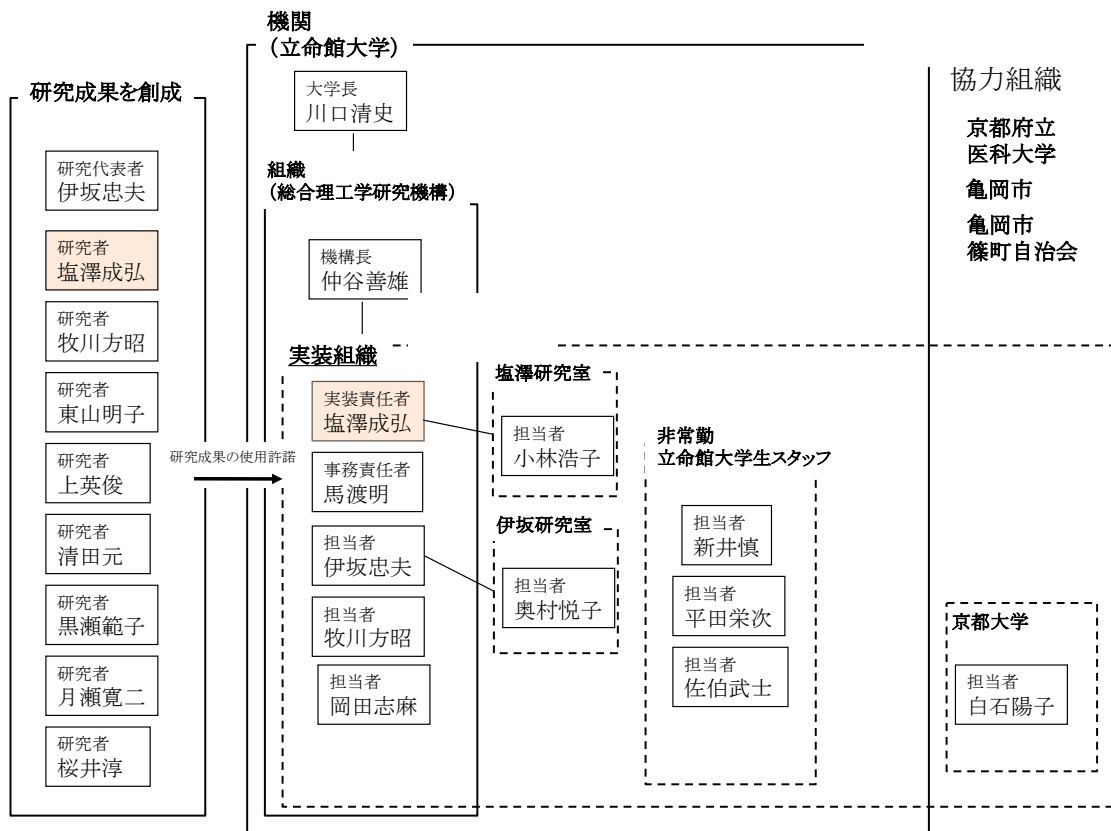 機関
(立命館大学)
大学長
川口清史
研究成果を創成
研究代表者
伊坂忠夫
研究者
塩澤成弘
研究者
牧川方昭
研究者
東山明子
研究者
上英俊
研究者
清田元
研究者
黒瀬範子
研究者
月瀬寛二
研究者
桜井淳
研究成果の使用許諾
組織
(総合理工学研究機構)
機構長
仲谷善雄
実装組織
実装責任者
塩澤成弘
事務責任者
馬渡明
担当者
伊坂忠夫
担当者
牧川方昭
担当者
岡田志麻
塩澤研究室
担当者
小林浩子
伊坂研究室
担当者
奥村悦子
非常勤
立命館大学生スタッフ
担当者
新井慎
担当者
平田栄次
担当者
佐伯武士
協力組織
京都府立
医科大学
亀岡市
亀岡市
篠町自治会
京都大学
担当者
白石陽子